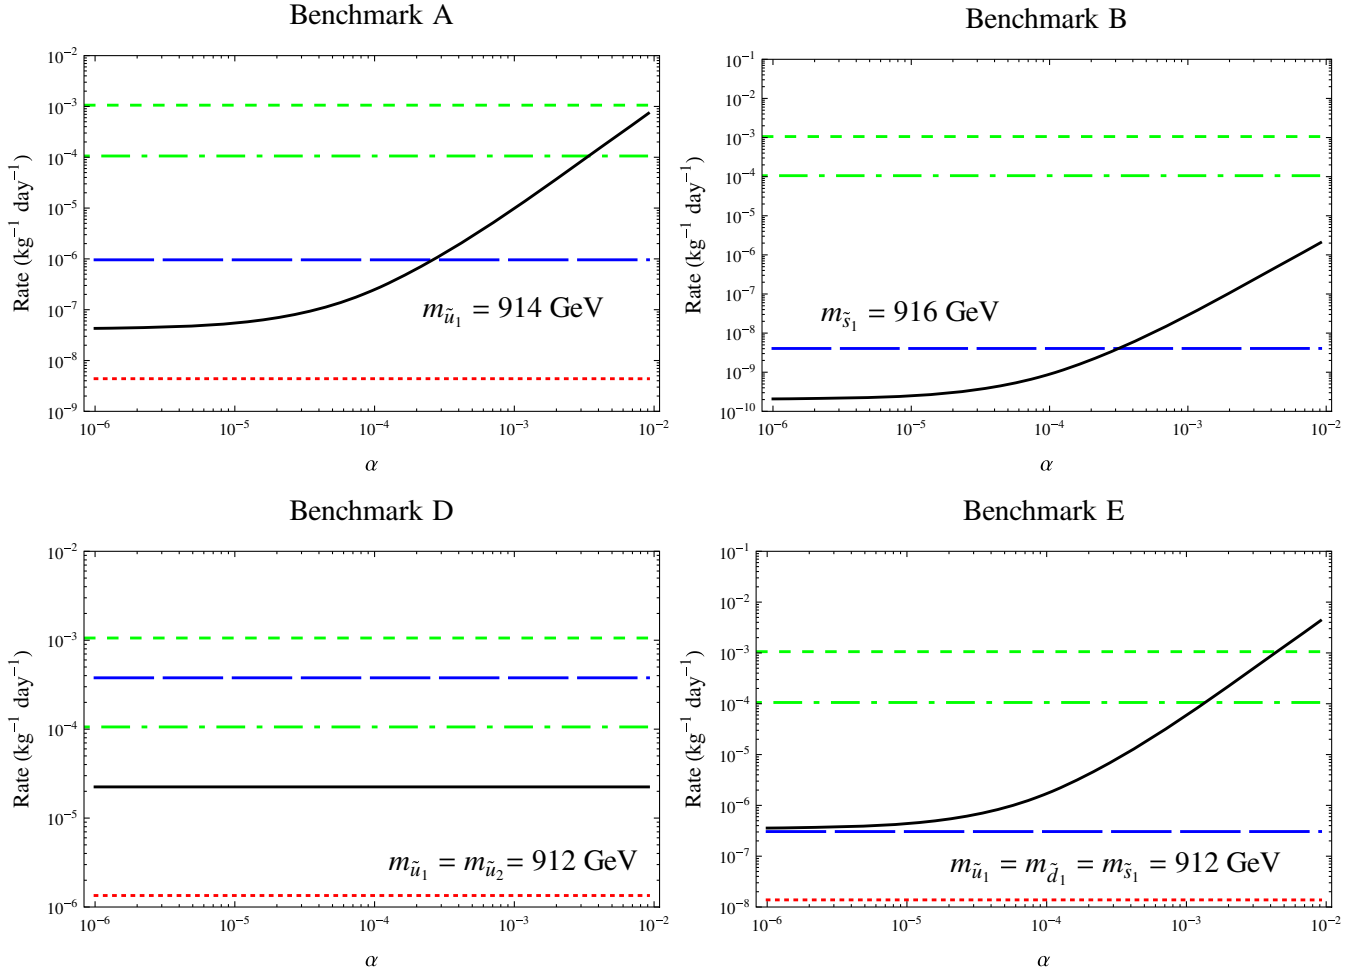 Benchmark A
Rate (kg⁻¹ day⁻¹)
10⁻²
10⁻³
10⁻⁴
10⁻⁵
10⁻⁶
10⁻⁷
10⁻⁸
10⁻⁹
m_ũ₁ = 914 GeV
10⁻⁶ 10⁻⁵ 10⁻⁴ 10⁻³ 10⁻²
α
Benchmark B
Rate (kg⁻¹ day⁻¹)
10⁻¹
10⁻²
10⁻³
10⁻⁴
10⁻⁵
10⁻⁶
10⁻⁷
10⁻⁸
10⁻⁹
10⁻¹⁰
m_s̃₁ = 916 GeV
10⁻⁶ 10⁻⁵ 10⁻⁴ 10⁻³ 10⁻²
α
Benchmark D
Rate (kg⁻¹ day⁻¹)
10⁻²
10⁻³
10⁻⁴
10⁻⁵
10⁻⁶
m_ũ₁ = m_ũ₂ = 912 GeV
10⁻⁶ 10⁻⁵ 10⁻⁴ 10⁻³ 10⁻²
α
Benchmark E
Rate (kg⁻¹ day⁻¹)
10⁻¹
10⁻²
10⁻³
10⁻⁴
10⁻⁵
10⁻⁶
10⁻⁷
10⁻⁸
m_ũ₁ = m_d̃₁ = m_s̃₁ = 912 GeV
10⁻⁶ 10⁻⁵ 10⁻⁴ 10⁻³ 10⁻²
α